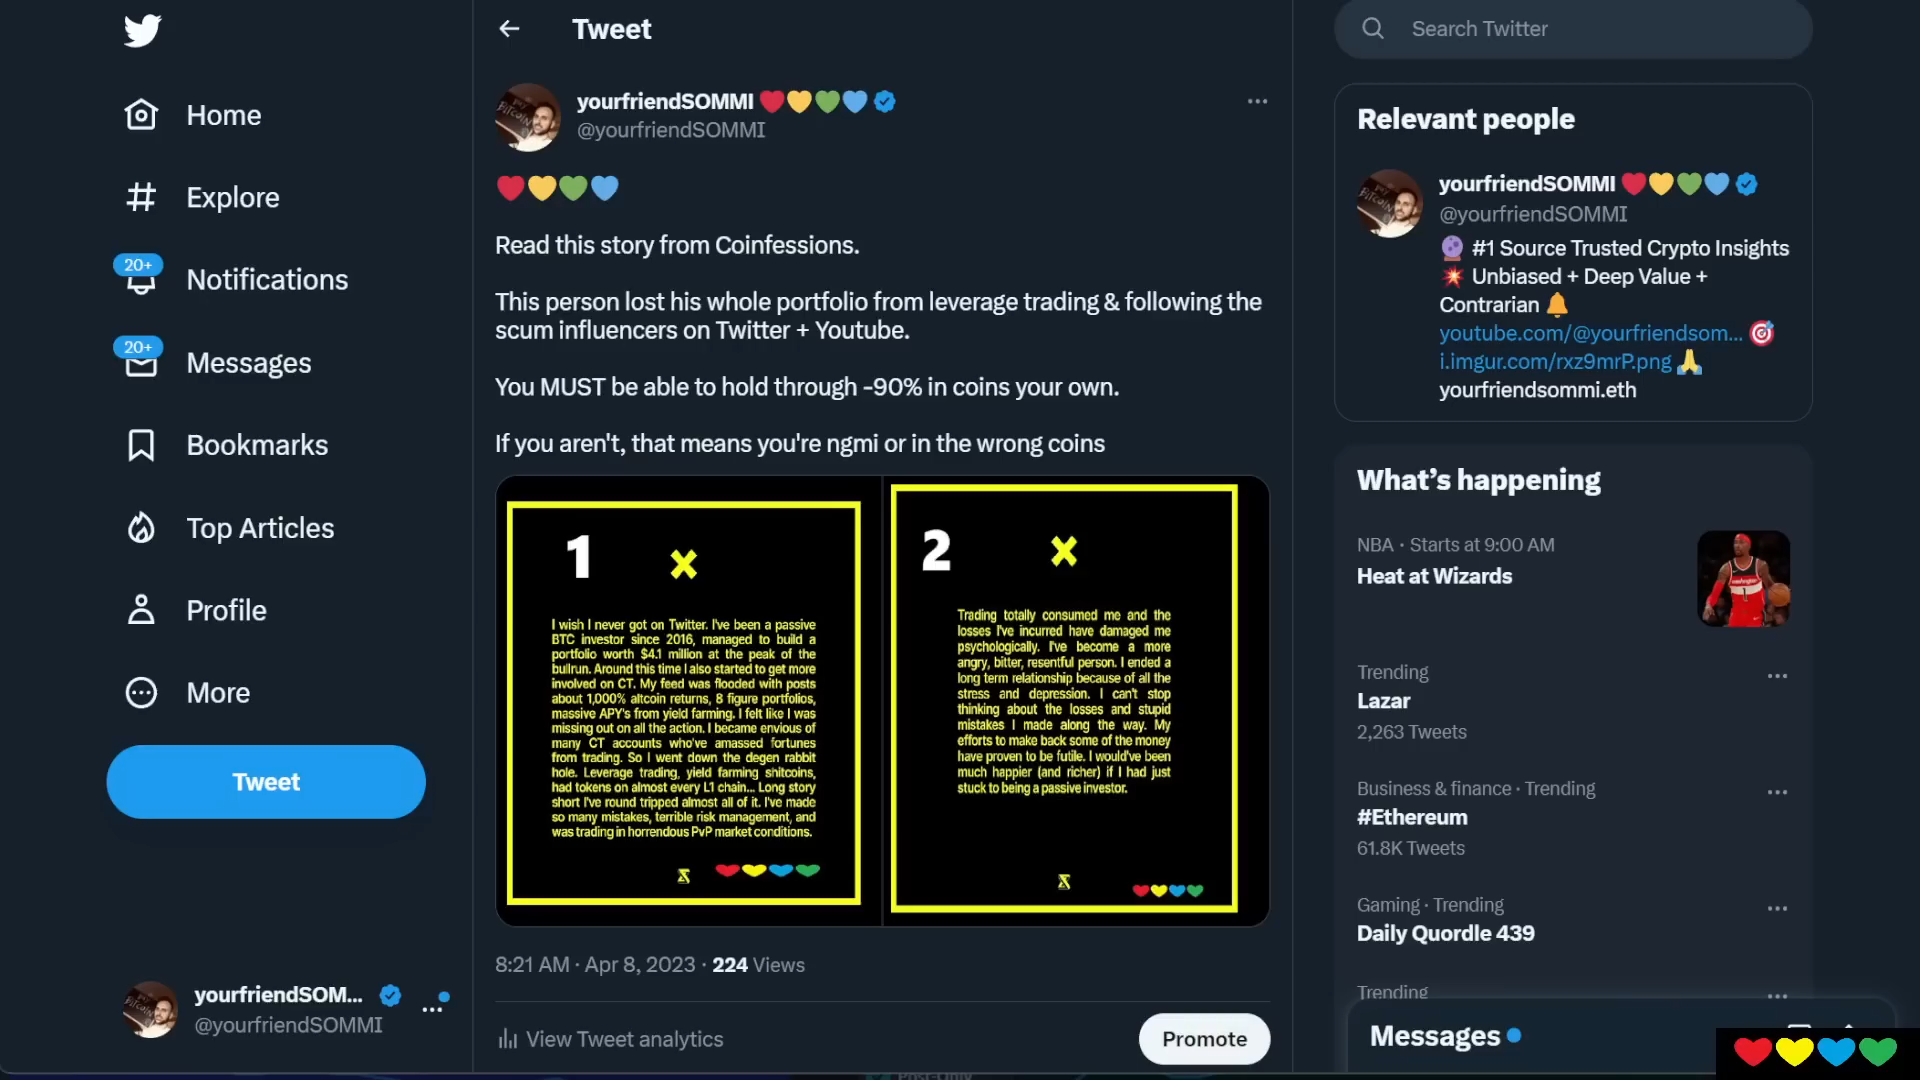 Home
Explore
20+
Notifications
20+
Messages
Bookmarks
Top Articles
Profile
More
Tweet
yourfriendSOM...
@yourfriendSOMMI
Tweet
yourfriendSOMMI
@yourfriendSOMMI
Read this story from Coinfessions.
This person lost his whole portfolio from leverage trading & following the
scum influencers on Twitter + Youtube.
You MUST be able to hold through -90% in coins your own.
If you aren't, that means you're ngmi or in the wrong coins
1
I wish I never got on Twitter. I've been a passive
BTC investor since 2016, managed to build a
portfolio worth $4.1 million at the peak of the
bullrun. Around this time I also started to get more
involved on CT. My feed was flooded with posts
about 1,000% altcoin returns, 8 figure portfolios,
massive APY's from yield farming. I felt like I was
missing out on all the action. I became envious of
many CT accounts who've amassed fortunes
from trading. So I went down the degen rabbit
hole. Leverage trading, yield farming shitcoins,
had tokens on almost every L1 chain... Long story
short I've round tripped almost all of it. I've made
so many mistakes, terrible risk management, and
was trading in horrendous PvP market conditions.
2
Trading totally consumed me and the
losses I've incurred have damaged me
psychologically. I've become a more
angry, bitter, resentful person. I ended a
long term relationship because of all the
stress and depression. I can't stop
thinking about the losses and stupid
mistakes I made along the way. My
efforts to make back some of the money
have proven to be futile. I would've been
much happier (and richer) if I had just
stuck to being a passive investor.
8:21 AM · Apr 8, 2023 · 224 Views
View Tweet analytics
Promote
Search Twitter
Relevant people
yourfriendSOMMI
@yourfriendSOMMI
#1 Source Trusted Crypto Insights
Unbiased + Deep Value +
Contrarian
youtube.com/@yourfriendsom...
i.imgur.com/rxz9mrP.png
yourfriendsommi.eth
What's happening
NBA · Starts at 9:00 AM
Heat at Wizards
Trending
Lazar
2,263 Tweets
Business & finance · Trending
#Ethereum
61.8K Tweets
Gaming · Trending
Daily Quordle 439
Trending
Messages